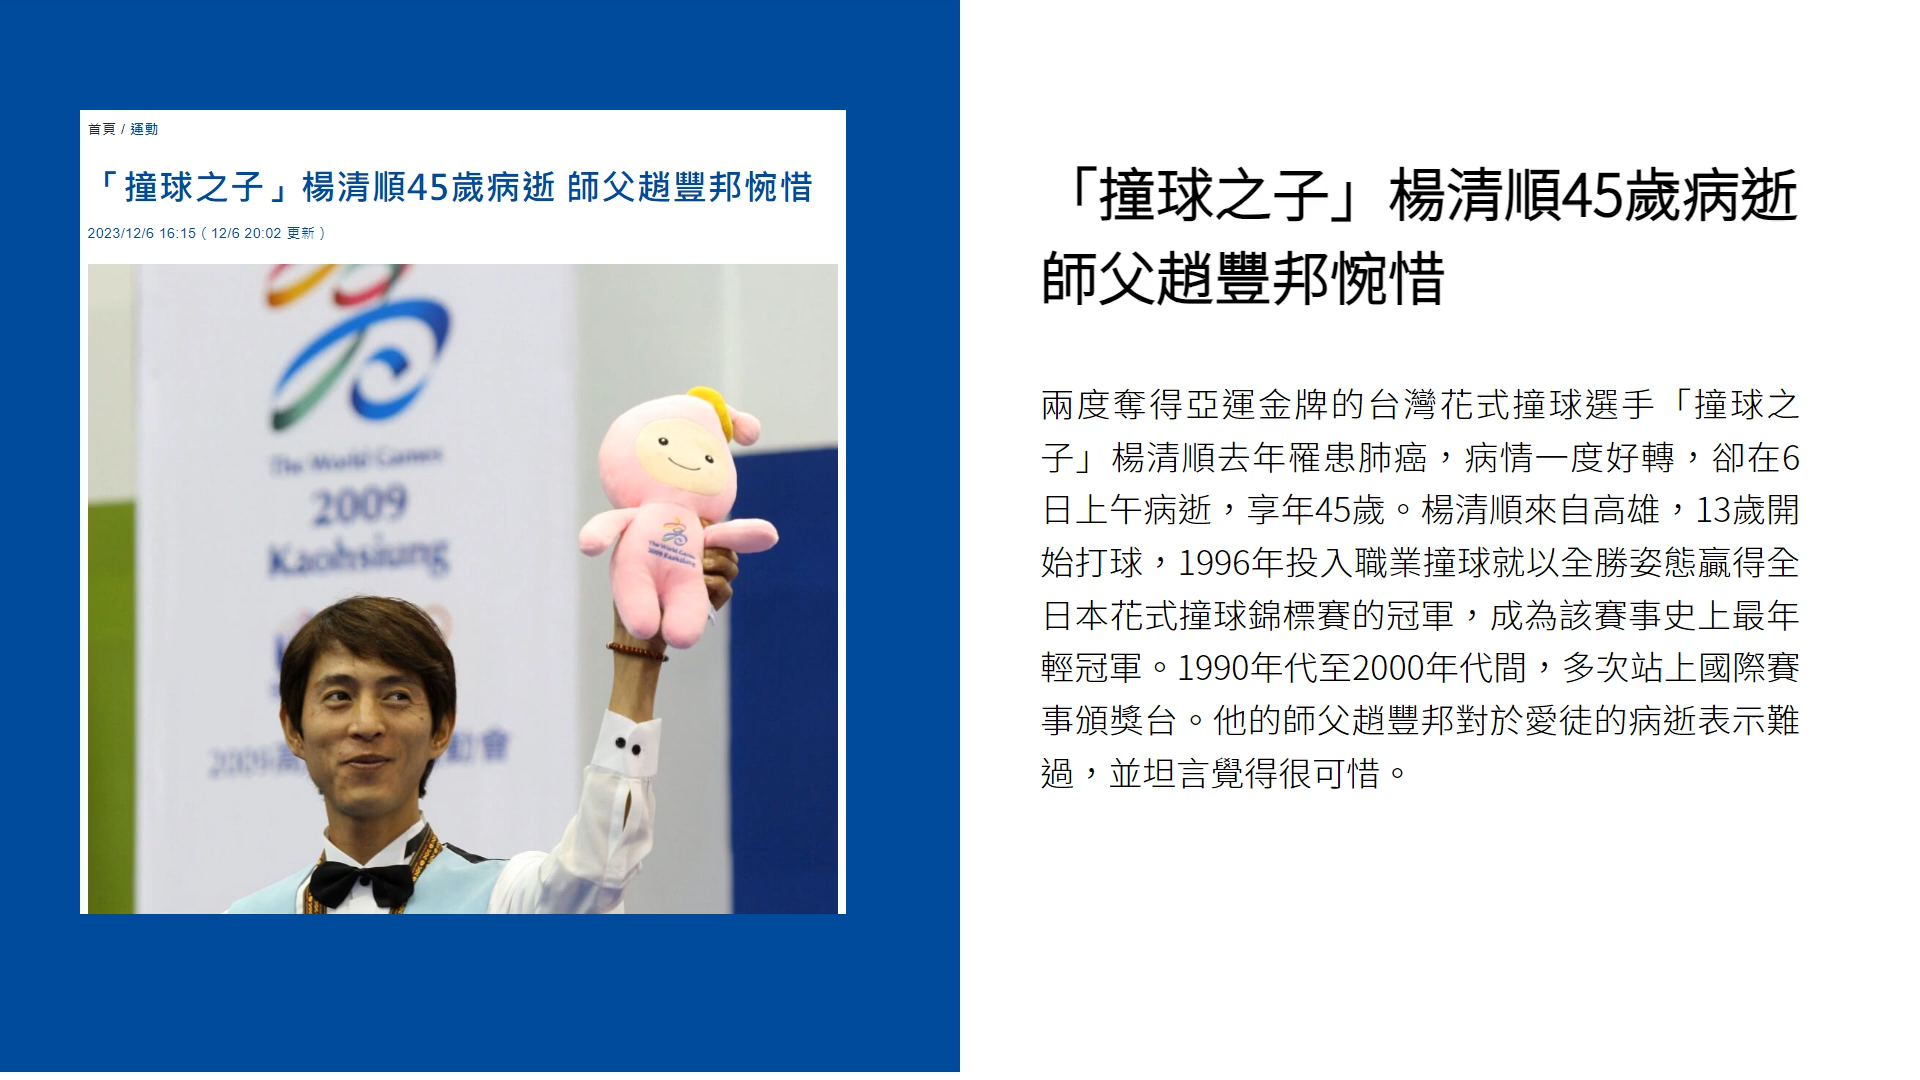 首頁 / 運動
「撞球之子」楊清順45歲病逝 師父趙豐邦惋惜
2023/12/6 16:15（12/6 20:02 更新）
The World Games
2009
Kaohsiung
The World Games
2009 Kaohsiung
「撞球之子」楊清順45歲病逝
師父趙豐邦惋惜
兩度奪得亞運金牌的台灣花式撞球選手「撞球之
子」楊清順去年罹患肺癌，病情一度好轉，卻在6
日上午病逝，享年45歲。楊清順來自高雄，13歲開
始打球，1996年投入職業撞球就以全勝姿態贏得全
日本花式撞球錦標賽的冠軍，成為該賽事史上最年
輕冠軍。1990年代至2000年代間，多次站上國際賽
事頒獎台。他的師父趙豐邦對於愛徒的病逝表示難
過，並坦言覺得很可惜。